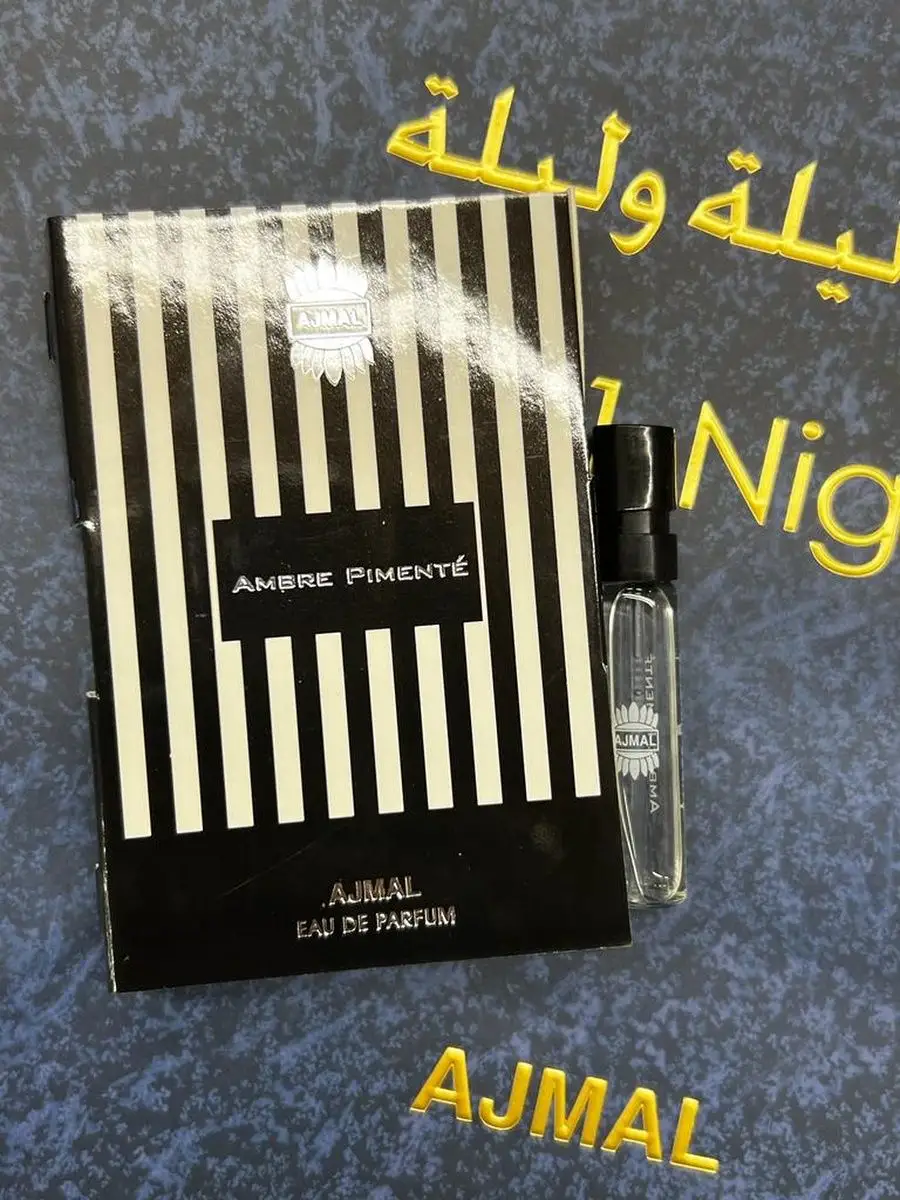 ليلة وليلة
Nig
AJMAL
AMBRE PIMENTÉ
AJMAL
EAU DE PARFUM
AJMAL
AJMAL